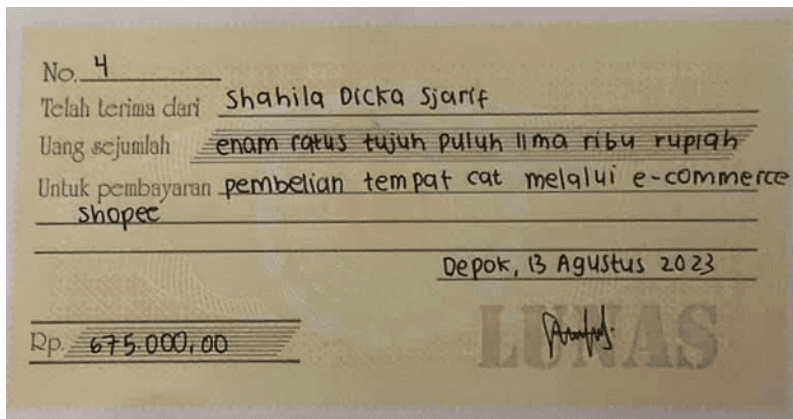 No. 4
Telah terima dari Shahila Dicka Sjarif
Uang sejumlah enam ratus tujuh puluh lima ribu rupiah
Untuk pembayaran pembelian tempat cat melalui e-commerce
shopee
Depok, 13 Agustus 2023
LUNAS
Rp. 675.000,00